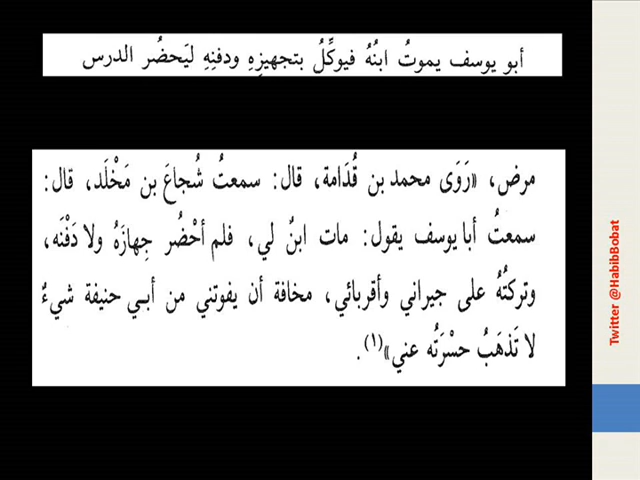 أبو يوسف يموتُ ابنُهُ فيوكِّلُ بتجهيزِهِ ودفنِهِ ليَحضُر الدرس
مرض، «رَوَى محمد بن قُدَامة، قال: سمعتُ شُجاعَ بن مَخْلَد، قال:
سمعتُ أبا يوسف يقول: مات ابنٌ لي، فلم أحْضُر جِهازَهُ ولا دَفْنَه،
وتركتُهُ على جيراني وأقربائي، مخافة أن يفوتني من أبي حنيفة شيءٌ
لا تَذهَبُ حسْرَتُه عني»(١).
Twitter @HabibBobat